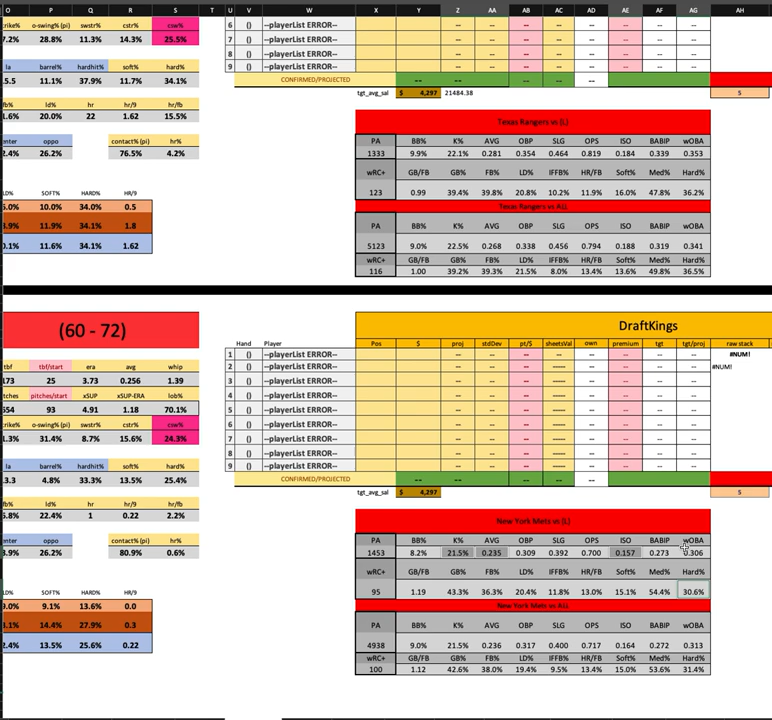 O P Q R S T U V W X Y Z AA AB AC AD AE AF AG AH
6 () --playerList ERROR-- -- -- -- -- -- -- -- --
rike% o-swing% (pi) swstr% cstr% csw%
7.2% 28.8% 11.3% 14.3% 25.5% 7 () --playerList ERROR-- -- -- -- -- -- -- -- --
8 () --playerList ERROR-- -- -- -- -- -- -- -- --
la barrel% hardhit% soft% hard% 9 () --playerList ERROR-- -- -- -- -- -- -- -- --
5.5 11.1% 37.9% 11.7% 34.1% CONFIRMED/PROJECTED -- -- -- -- --
tgt_avg_sal $ 4,297 21484.38 5
fb% ld% hr hr/9 hr/fb
1.6% 20.0% 22 1.62 15.5%
Texas Rangers vs (L)
enter oppo contact% (pi) hr% PA BB% K% AVG OBP SLG OPS ISO BABIP wOBA
2.4% 26.2% 76.5% 4.2% 1333 9.9% 22.1% 0.281 0.354 0.464 0.819 0.184 0.339 0.353
wRC+ GB/FB GB% FB% LD% IFFB% HR/FB Soft% Med% Hard%
LD% SOFT% HARD% HR/9 123 0.99 39.4% 39.8% 20.8% 10.2% 11.9% 16.0% 47.8% 36.2%
5.0% 10.0% 34.0% 0.5 Texas Rangers vs ALL
3.9% 11.9% 34.1% 1.8 PA BB% K% AVG OBP SLG OPS ISO BABIP wOBA
0.1% 11.6% 34.1% 1.62 5123 9.0% 22.5% 0.268 0.338 0.456 0.794 0.188 0.319 0.341
wRC+ GB/FB GB% FB% LD% IFFB% HR/FB Soft% Med% Hard%
116 1.00 39.2% 39.3% 21.5% 8.0% 13.4% 13.6% 49.8% 36.5%
(60 - 72) DraftKings
Hand Player Pos $ proj stdDev pt/$ sheetsVal own premium tgt tgt/proj raw stack
1 () --playerList ERROR-- -- -- -- ----- -- -- -- -- #NUM!
tbf tbf/start era avg whip 2 () --playerList ERROR-- -- -- -- ----- -- -- -- -- #NUM!
173 25 3.73 0.256 1.39 3 () --playerList ERROR-- -- -- -- ----- -- -- -- --
tches pitches/start xSUP xSUP-ERA lob% 4 () --playerList ERROR-- -- -- -- ----- -- -- -- --
654 93 4.91 1.18 70.1% 5 () --playerList ERROR-- -- -- -- ----- -- -- -- --
rike% o-swing% (pi) swstr% cstr% csw% 6 () --playerList ERROR-- -- -- -- ----- -- -- -- --
1.3% 31.4% 8.7% 15.6% 24.3% 7 () --playerList ERROR-- -- -- -- ----- -- -- -- --
8 () --playerList ERROR-- -- -- -- ----- -- -- -- --
la barrel% hardhit% soft% hard% 9 () --playerList ERROR-- -- -- -- ----- -- -- -- --
3.3 4.8% 33.3% 13.5% 25.4% CONFIRMED/PROJECTED -- -- -- -- --
tgt_avg_sal $ 4,297 5
fb% ld% hr hr/9 hr/fb
5.8% 22.4% 1 0.22 2.2%
New York Mets vs (L)
enter oppo contact% (pi) hr% PA BB% K% AVG OBP SLG OPS ISO BABIP wOBA
3.9% 26.2% 80.9% 0.6% 1453 8.2% 21.5% 0.235 0.309 0.392 0.700 0.157 0.273 0.306
wRC+ GB/FB GB% FB% LD% IFFB% HR/FB Soft% Med% Hard%
LD% SOFT% HARD% HR/9 95 1.19 43.3% 36.3% 20.4% 11.8% 13.0% 15.1% 54.4% 30.6%
9.0% 9.1% 13.6% 0.0 New York Mets vs ALL
3.1% 14.4% 27.9% 0.3 PA BB% K% AVG OBP SLG OPS ISO BABIP wOBA
2.4% 13.5% 25.6% 0.22 4938 9.0% 21.5% 0.236 0.317 0.400 0.717 0.164 0.272 0.313
wRC+ GB/FB GB% FB% LD% IFFB% HR/FB Soft% Med% Hard%
100 1.12 42.6% 38.0% 19.4% 9.5% 13.4% 15.0% 53.6% 31.4%